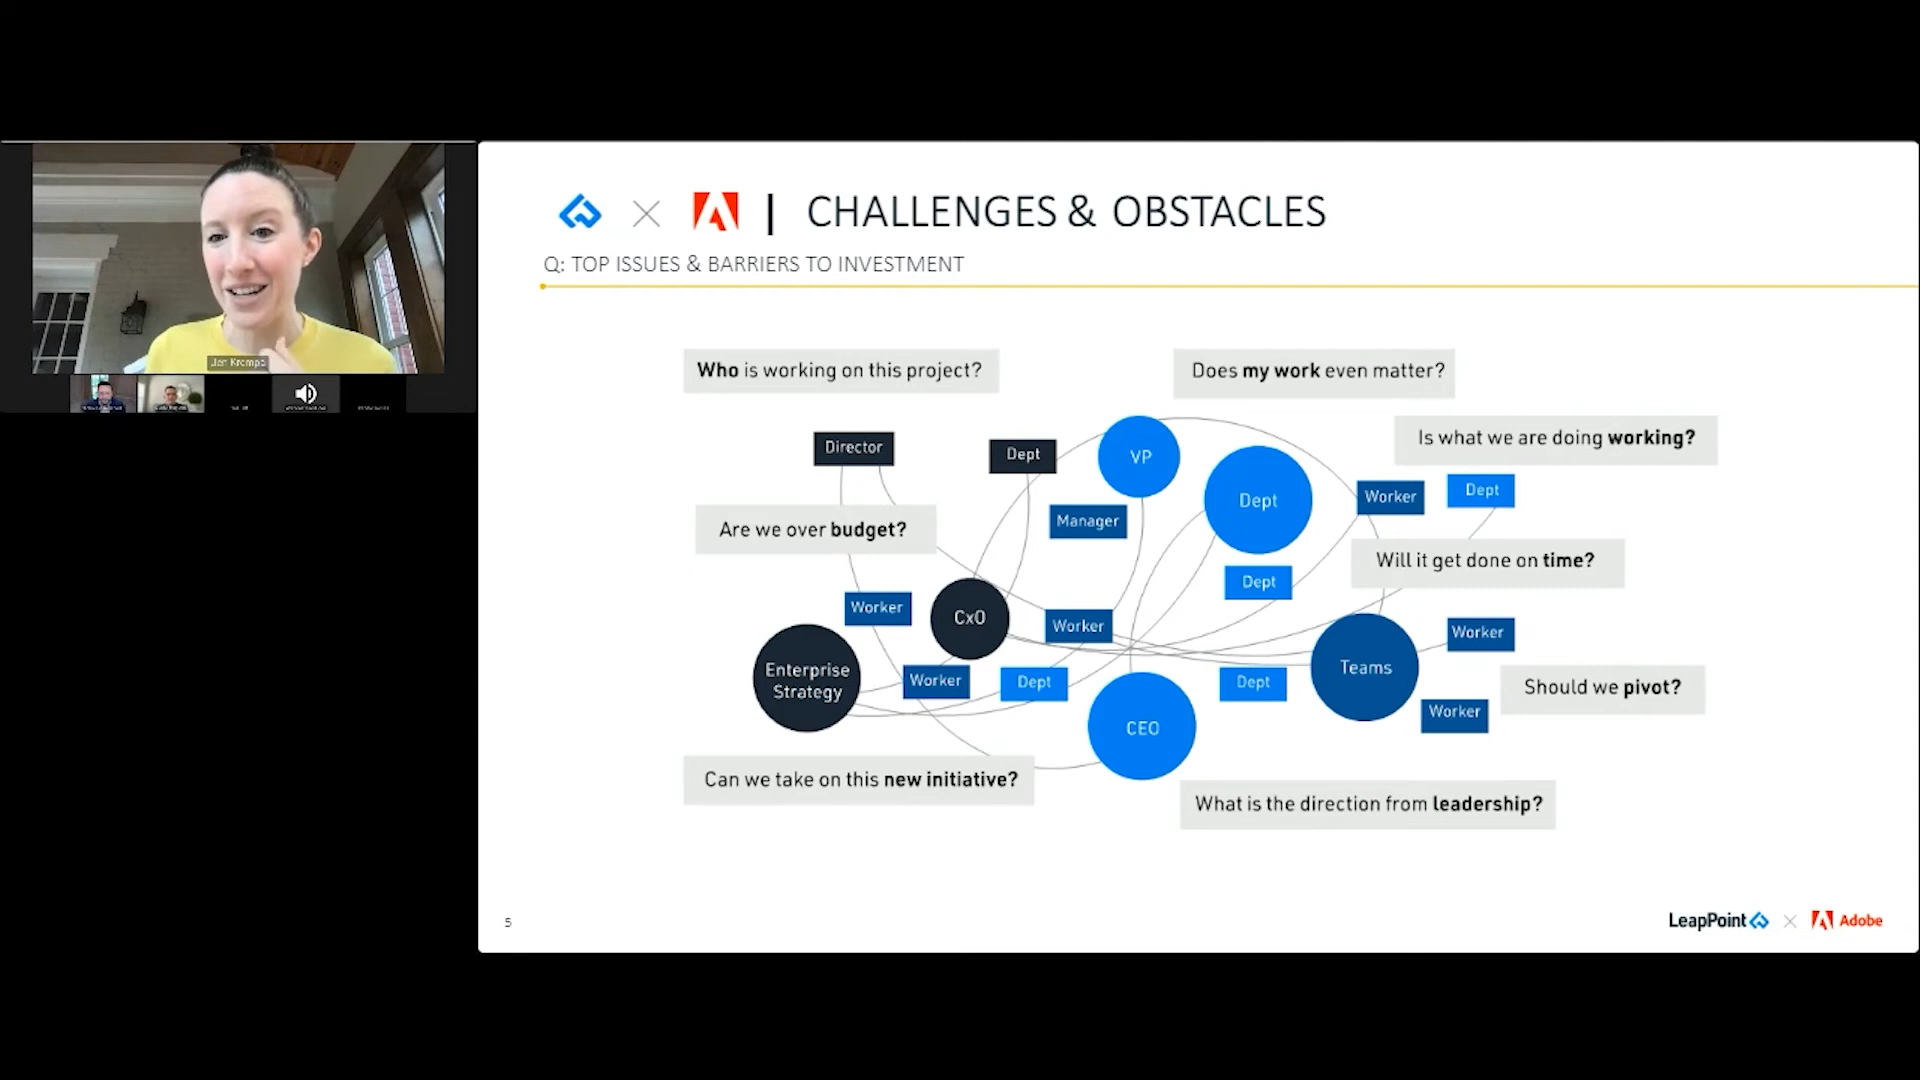 CHALLENGES & OBSTACLES
Q: TOP ISSUES & BARRIERS TO INVESTMENT
Jen Krompa
Who is working on this project?
Does my work even matter?
Is what we are doing working?
Director
Dept
VP
Dept
Worker
Dept
Manager
Are we over budget?
Will it get done on time?
Dept
Worker
CxO
Worker
Worker
Enterprise
Strategy
Worker
Dept
Dept
Teams
Should we pivot?
Worker
CEO
Can we take on this new initiative?
What is the direction from leadership?
5
LeapPoint
Adobe